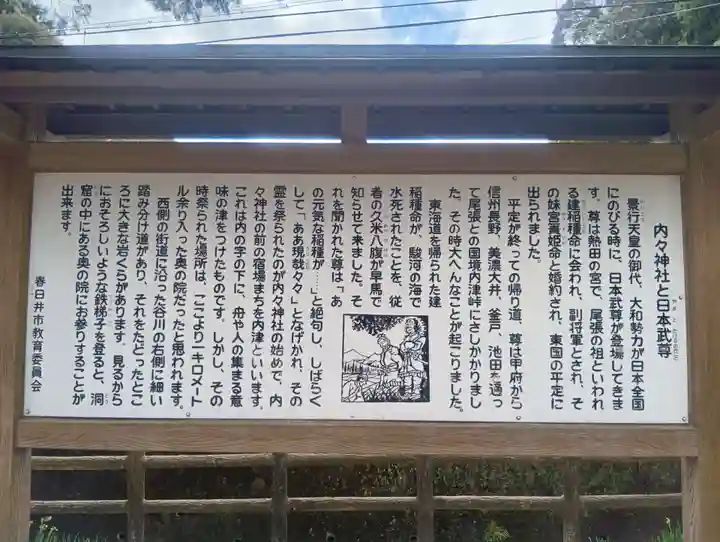 内々神社と日本武尊
景行天皇の御代、大和勢力が日本全国
にのびる時に、日本武尊が登場してきま
す。尊は熱田の宮で、尾張の祖といわれ
る建稲種命に会われ、副将軍とされ、そ
の妹宮簀姫命と婚約され、東国の平定に
出られました。
平定が終っての帰り道、尊は甲府から
信州長野、美濃大井、釜戸、池田を通っ
て尾張との国境内津峠にさしかかりまし
た。その時大へんなことが起こりました。
東海道を帰られた建
稲種命が、駿河の海で
水死されたことを、従
者の久米八腹が早馬で
知らせて来ました。そ
れを聞かれた尊は「あ
の元気な稲種が……」と絶句し、しばらく
して「ああ現哉々々」となげかれ、その
霊を祭られたのが内々神社の始めで、内
々神社の前の宿場まちを内津といいます。
これは内の字の下に、舟や人の集まる意
味の津をつけたものです。しかし、その
時祭られた場所は、ここより一キロメート
ル余り入った奥の院だったと思われます。
西側の街道に沿った谷川の右側に細い
踏み分け道があり、それをたどったとこ
ろに大きな岩くらがあります。見るから
におそろしいような鉄梯子を登ると、洞
窟の中にある奥の院にお参りすることが
出来ます。
春日井市教育委員会